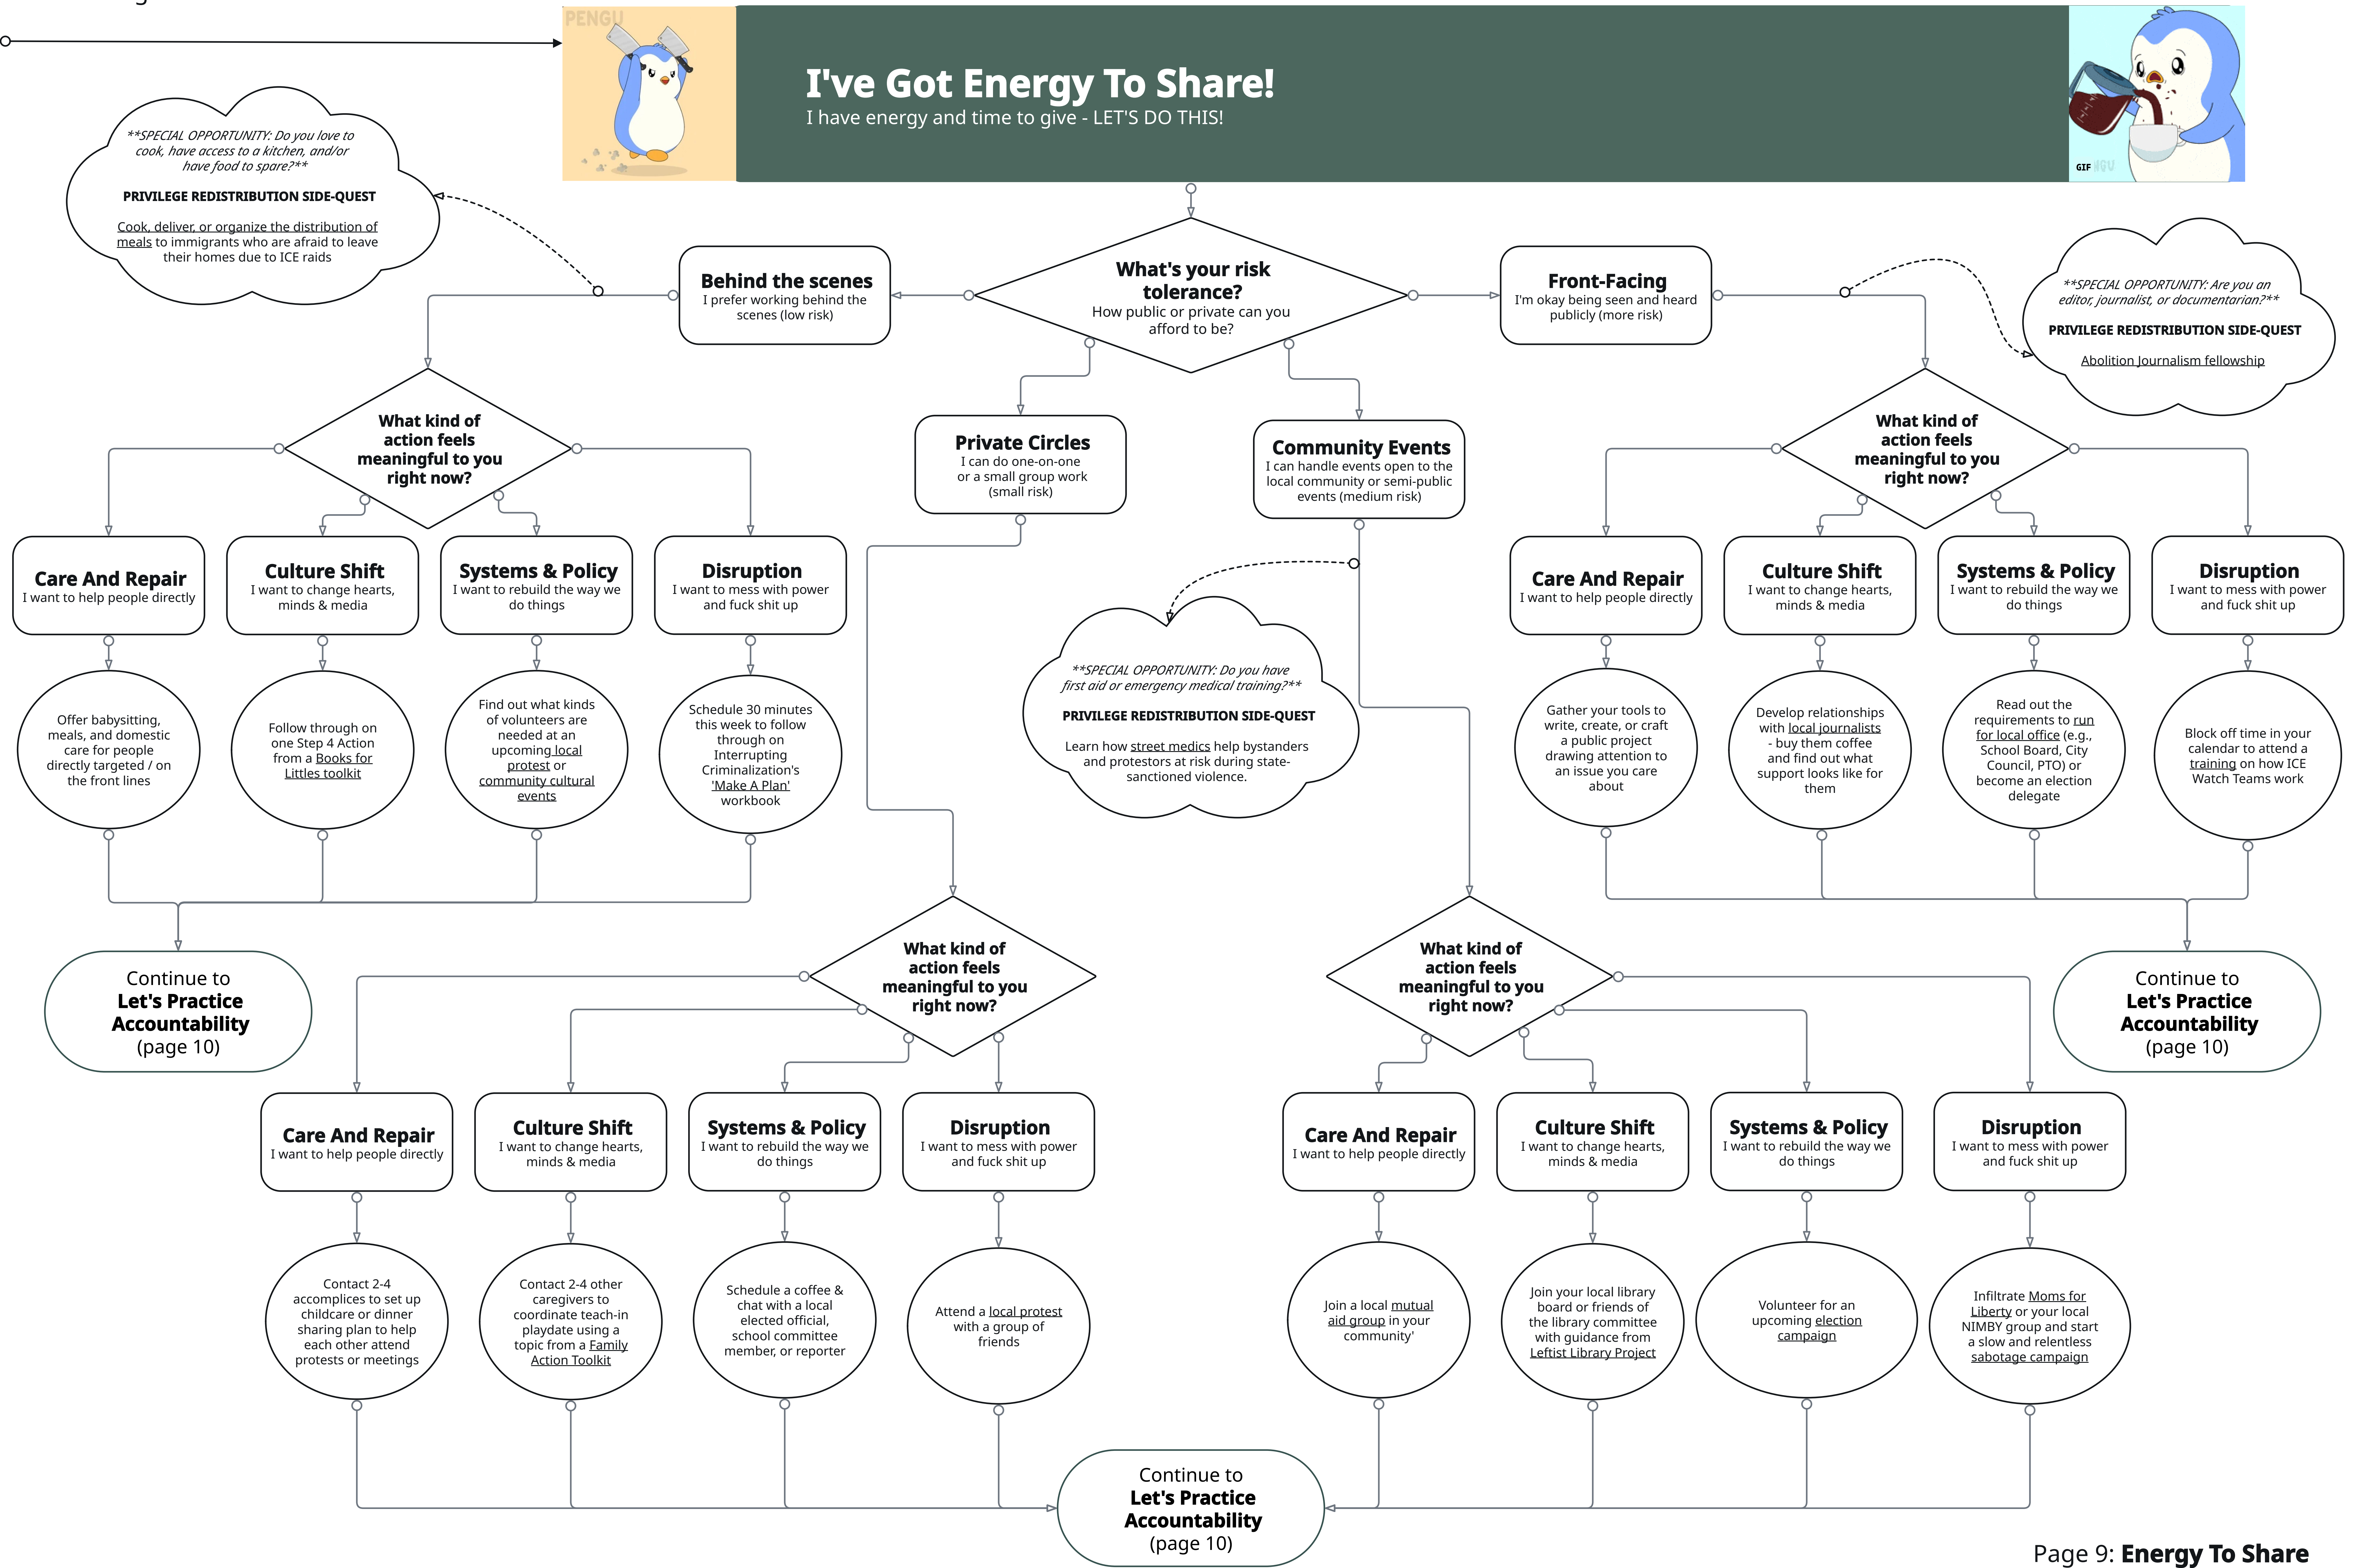 PENGU
I've Got Energy To Share!
I have energy and time to give - LET'S DO THIS!
GIF
**SPECIAL OPPORTUNITY: Do you love to
cook, have access to a kitchen, and/or
have food to spare?**
PRIVILEGE REDISTRIBUTION SIDE-QUEST
Cook, deliver, or organize the distribution of
meals to immigrants who are afraid to leave
their homes due to ICE raids
Behind the scenes
I prefer working behind the
scenes (low risk)
What's your risk
tolerance?
How public or private can you
afford to be?
Front-Facing
I'm okay being seen and heard
publicly (more risk)
**SPECIAL OPPORTUNITY: Are you an
editor, journalist, or documentarian?**
PRIVILEGE REDISTRIBUTION SIDE-QUEST
Abolition Journalism fellowship
What kind of
action feels
meaningful to you
right now?
Private Circles
I can do one-on-one
or a small group work
(small risk)
Community Events
I can handle events open to the
local community or semi-public
events (medium risk)
What kind of
action feels
meaningful to you
right now?
Care And Repair
I want to help people directly
Culture Shift
I want to change hearts,
minds & media
Systems & Policy
I want to rebuild the way we
do things
Disruption
I want to mess with power
and fuck shit up
Care And Repair
I want to help people directly
Culture Shift
I want to change hearts,
minds & media
Systems & Policy
I want to rebuild the way we
do things
Disruption
I want to mess with power
and fuck shit up
Offer babysitting,
meals, and domestic
care for people
directly targeted / on
the front lines
Follow through on
one Step 4 Action
from a Books for
Littles toolkit
Find out what kinds
of volunteers are
needed at an
upcoming local
protest or
community cultural
events
Schedule 30 minutes
this week to follow
through on
Interrupting
Criminalization's
'Make A Plan'
workbook
**SPECIAL OPPORTUNITY: Do you have
first aid or emergency medical training?**
PRIVILEGE REDISTRIBUTION SIDE-QUEST
Learn how street medics help bystanders
and protestors at risk during state-
sanctioned violence.
Gather your tools to
write, create, or craft
a public project
drawing attention to
an issue you care
about
Develop relationships
with local journalists
- buy them coffee
and find out what
support looks like for
them
Read out the
requirements to run
for local office (e.g.,
School Board, City
Council, PTO) or
become an election
delegate
Block off time in your
calendar to attend a
training on how ICE
Watch Teams work
Continue to
Let's Practice
Accountability
(page 10)
What kind of
action feels
meaningful to you
right now?
What kind of
action feels
meaningful to you
right now?
Continue to
Let's Practice
Accountability
(page 10)
Care And Repair
I want to help people directly
Culture Shift
I want to change hearts,
minds & media
Systems & Policy
I want to rebuild the way we
do things
Disruption
I want to mess with power
and fuck shit up
Care And Repair
I want to help people directly
Culture Shift
I want to change hearts,
minds & media
Systems & Policy
I want to rebuild the way we
do things
Disruption
I want to mess with power
and fuck shit up
Contact 2-4
accomplices to set up
childcare or dinner
sharing plan to help
each other attend
protests or meetings
Contact 2-4 other
caregivers to
coordinate teach-in
playdate using a
topic from a Family
Action Toolkit
Schedule a coffee &
chat with a local
elected official,
school committee
member, or reporter
Attend a local protest
with a group of
friends
Join a local mutual
aid group in your
community'
Join your local library
board or friends of
the library committee
with guidance from
Leftist Library Project
Volunteer for an
upcoming election
campaign
Infiltrate Moms for
Liberty or your local
NIMBY group and start
a slow and relentless
sabotage campaign
Continue to
Let's Practice
Accountability
(page 10)
Page 9: Energy To Share